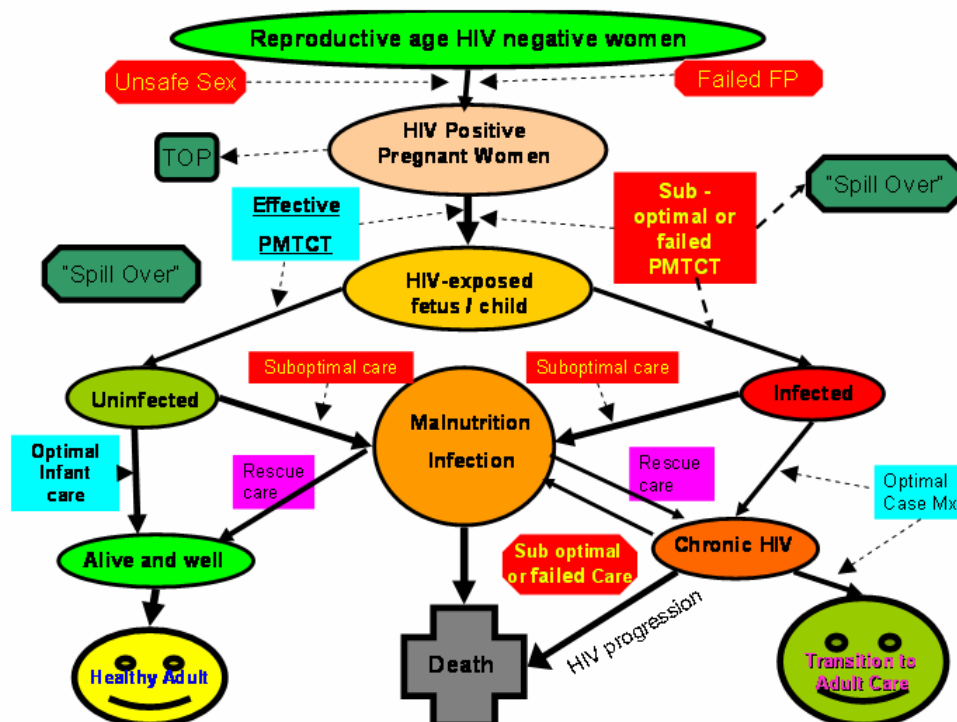 Reproductive age HIV negative women
Unsafe Sex
Failed FP
HIV Positive
Pregnant Women
TOP
Effective
PMTCT
Sub -
optimal or
failed
PMTCT
"Spill Over"
"Spill Over"
HIV-exposed
fetus / child
Suboptimal care
Suboptimal care
Uninfected
Malnutrition
Infection
Infected
Optimal
Infant
care
Rescue
care
Rescue
care
Optimal
Case Mx
Alive and well
Sub optimal
or failed Care
Chronic HIV
HIV progression
Healthy Adult
Death
Transition to
Adult Care